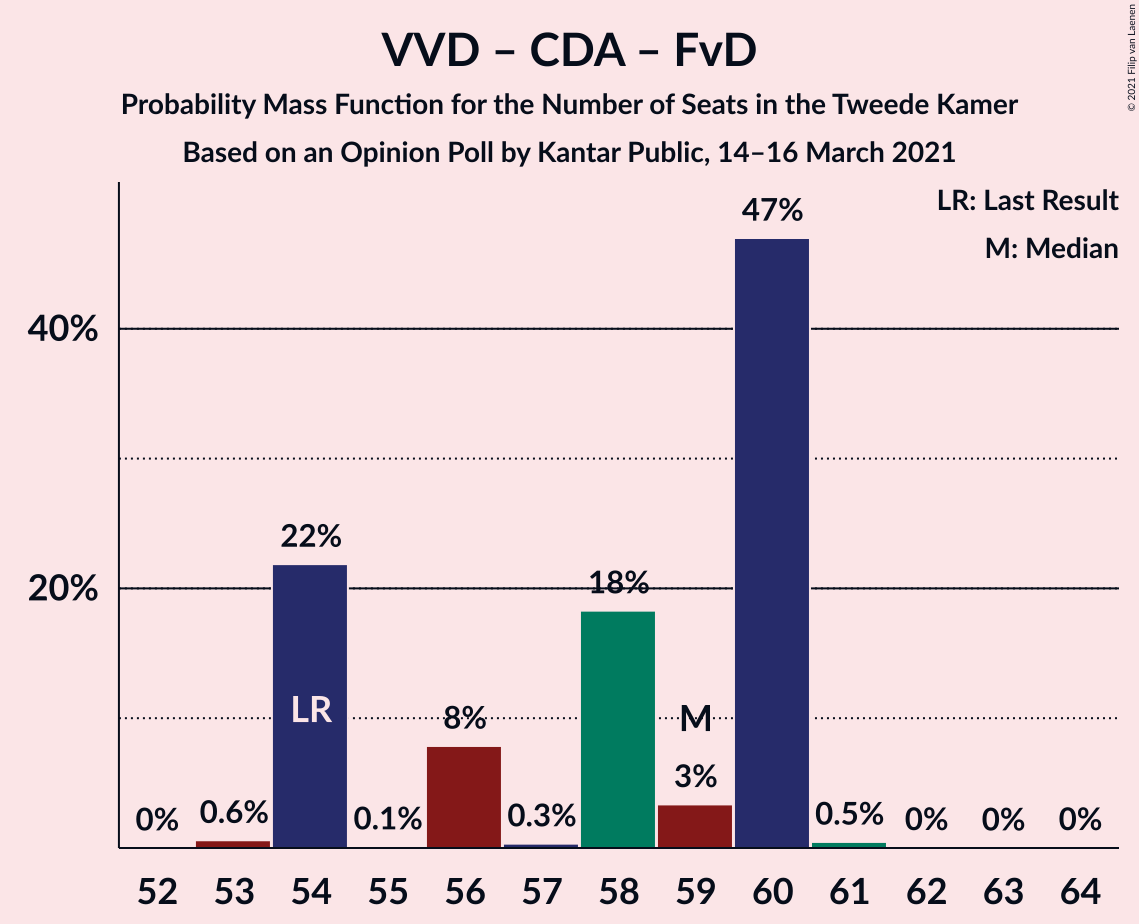 VVD – CDA – FvD
Probability Mass Function for the Number of Seats in the Tweede Kamer
Based on an Opinion Poll by Kantar Public, 14–16 March 2021
© 2021 Filip van Laenen
LR: Last Result
M: Median
40%
20%
0%
0.6%
22%
0.1%
8%
0.3%
18%
3%
47%
0.5%
0%
0%
0%
LR
M
52 53 54 55 56 57 58 59 60 61 62 63 64